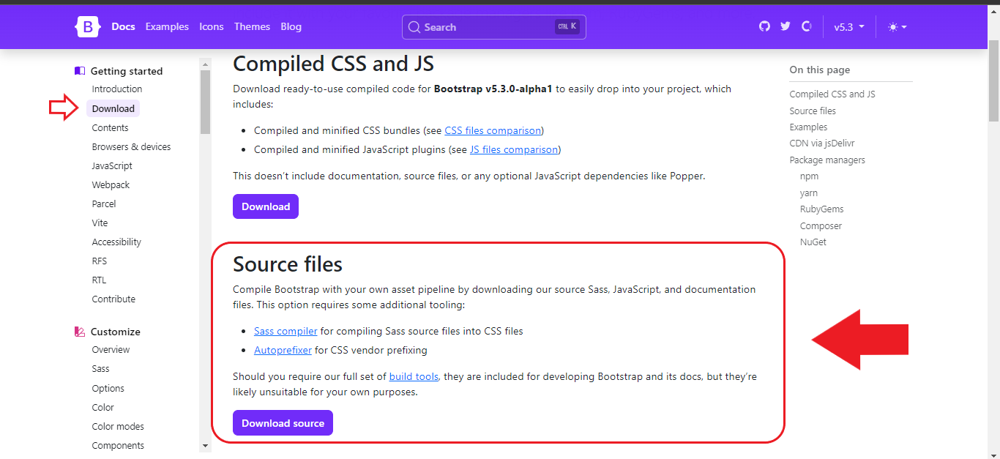 B Docs Examples Icons Themes Blog Search CTRL K v5.3
Getting started
Introduction
Download
Contents
Browsers & devices
JavaScript
Webpack
Parcel
Vite
Accessibility
RFS
RTL
Contribute
Customize
Overview
Sass
Options
Color
Color modes
Components
Compiled CSS and JS
Download ready-to-use compiled code for Bootstrap v5.3.0-alpha1 to easily drop into your project, which
includes:
• Compiled and minified CSS bundles (see CSS files comparison)
• Compiled and minified JavaScript plugins (see JS files comparison)
This doesn’t include documentation, source files, or any optional JavaScript dependencies like Popper.
Download
Source files
Compile Bootstrap with your own asset pipeline by downloading our source Sass, JavaScript, and documentation
files. This option requires some additional tooling:
• Sass compiler for compiling Sass source files into CSS files
• Autoprefixer for CSS vendor prefixing
Should you require our full set of build tools, they are included for developing Bootstrap and its docs, but they’re
likely unsuitable for your own purposes.
Download source
On this page
Compiled CSS and JS
Source files
Examples
CDN via jsDelivr
Package managers
npm
yarn
RubyGems
Composer
NuGet